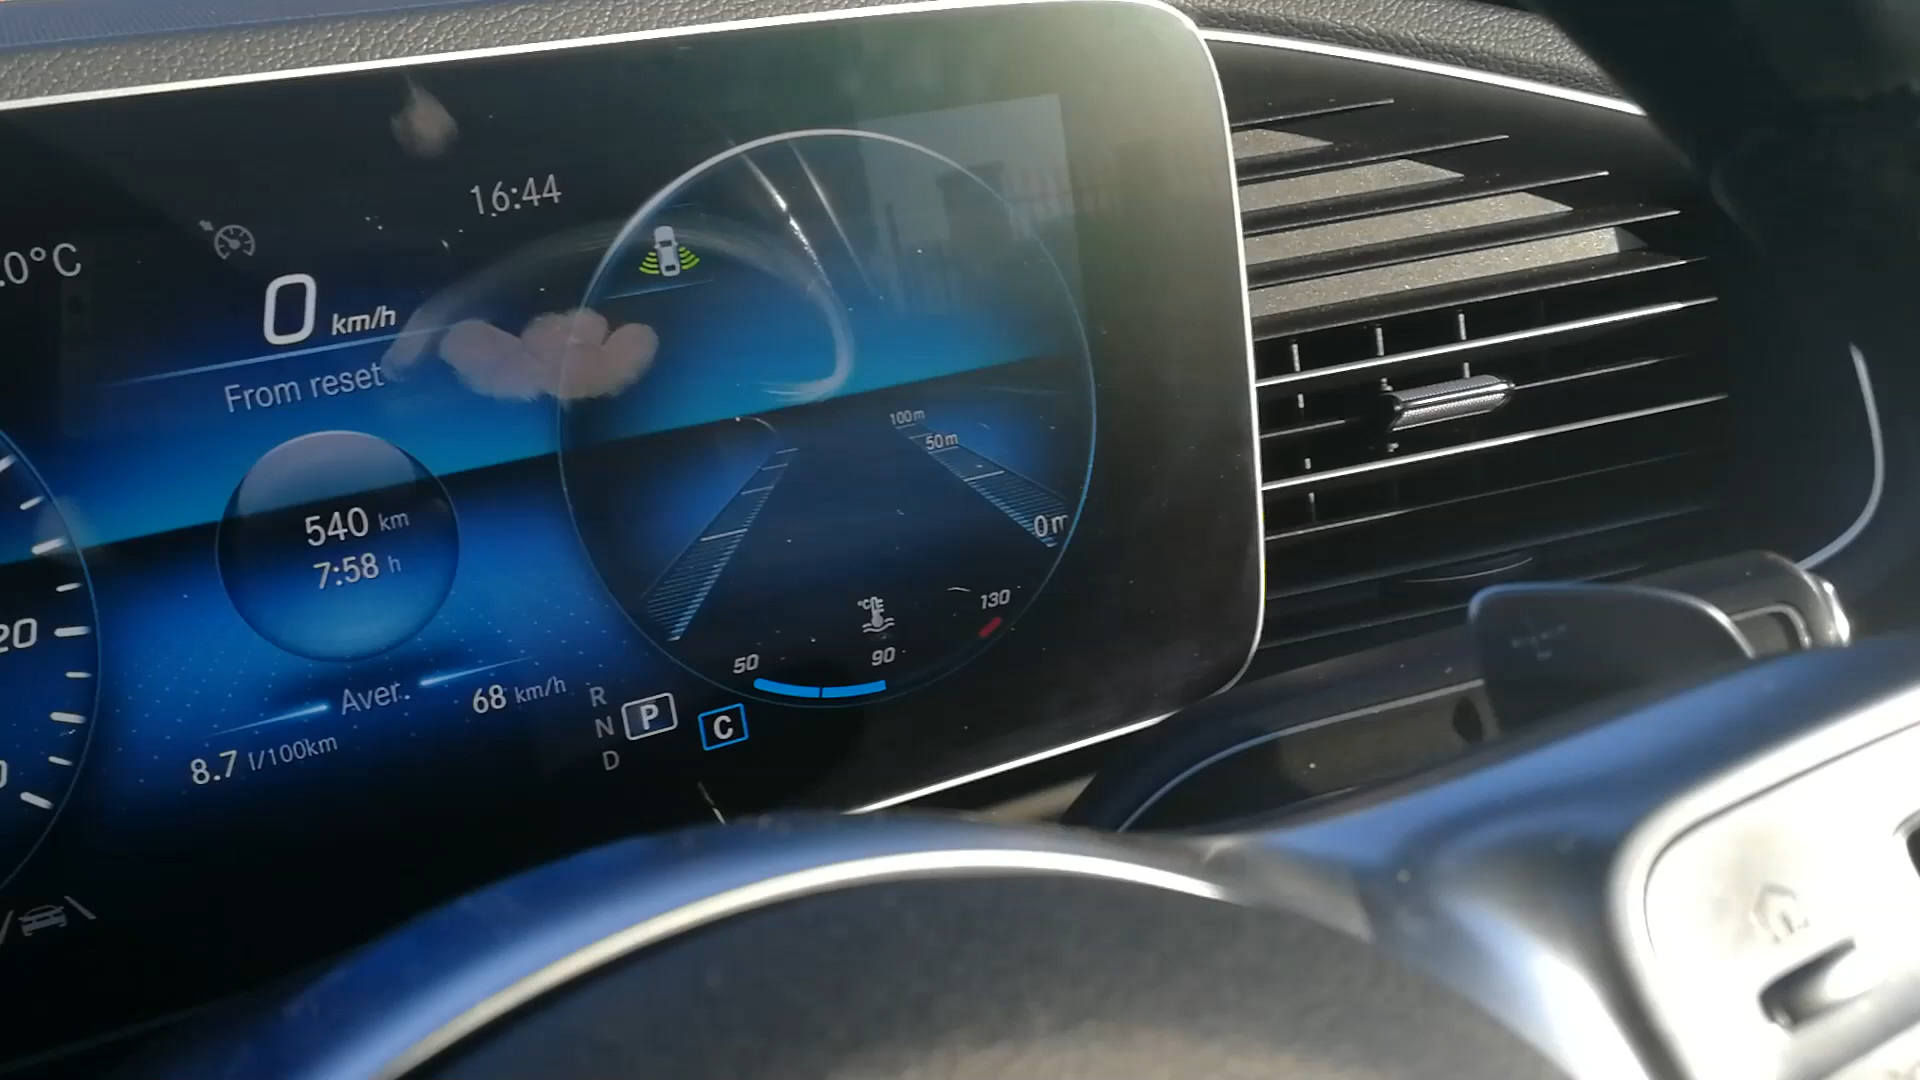 16:44
.0°C
0 km/h
From reset
100 m
50 m
540 km
0 m
7:58 h
°C
130
20
50
90
Aver.
68 km/h
R
N
P
C
D
8.7 l/100km